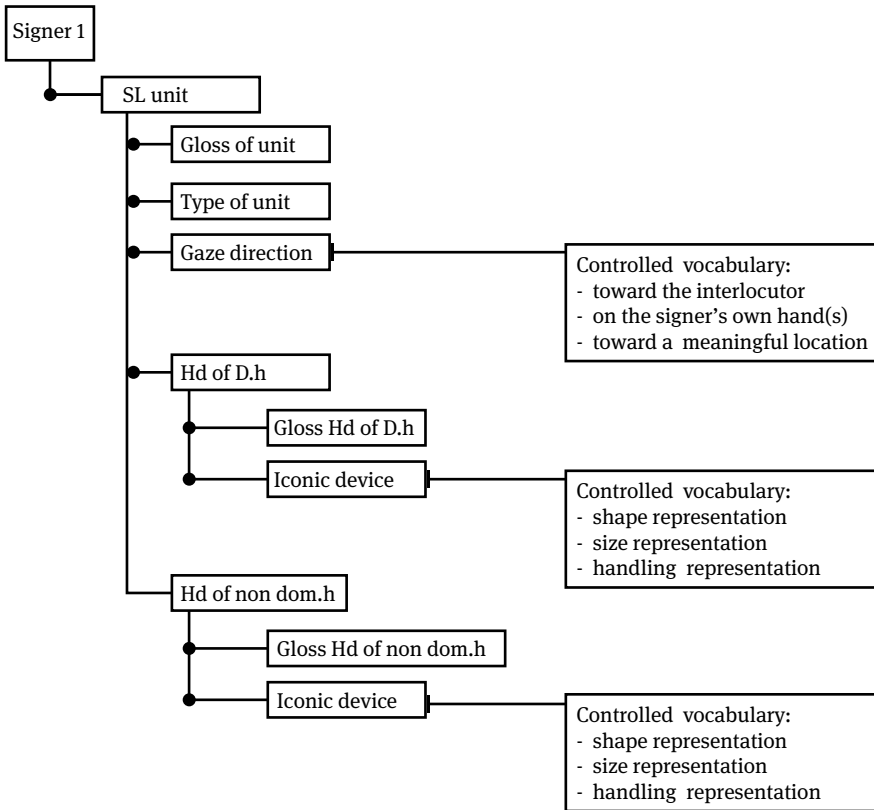 Signer 1
SL unit
Gloss of unit
Type of unit
Gaze direction
Controlled vocabulary:
- toward the interlocutor
- on the signer's own hand(s)
- toward a meaningful location
Hd of D.h
Gloss Hd of D.h
Iconic device
Controlled vocabulary:
- shape representation
- size representation
- handling representation
Hd of non dom.h
Gloss Hd of non dom.h
Iconic device
Controlled vocabulary:
- shape representation
- size representation
- handling representation